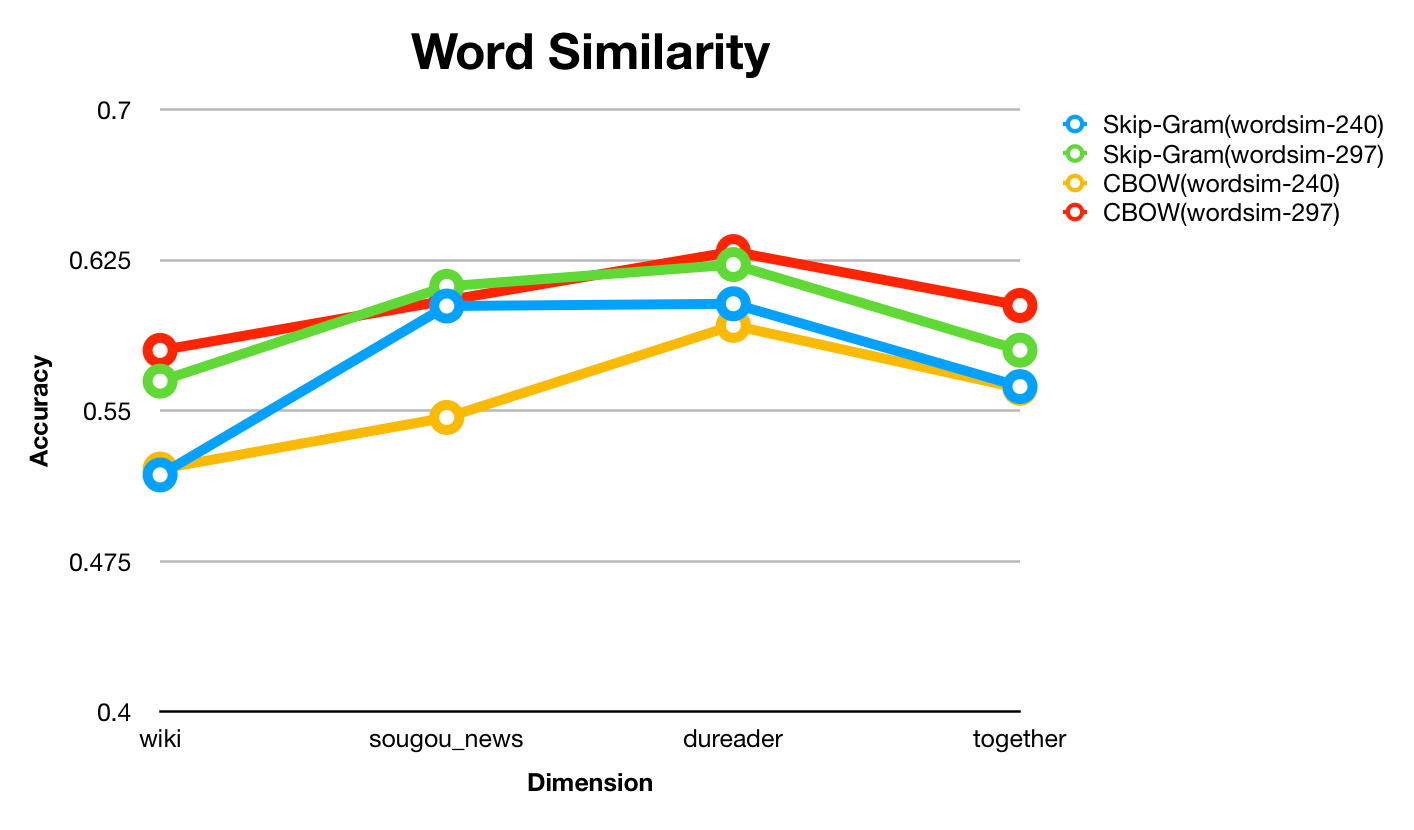 Word Similarity
0.7
0.625
0.55
0.475
0.4
Accuracy
wiki
sougou_news
dureader
together
Dimension
Skip-Gram(wordsim-240)
Skip-Gram(wordsim-297)
CBOW(wordsim-240)
CBOW(wordsim-297)